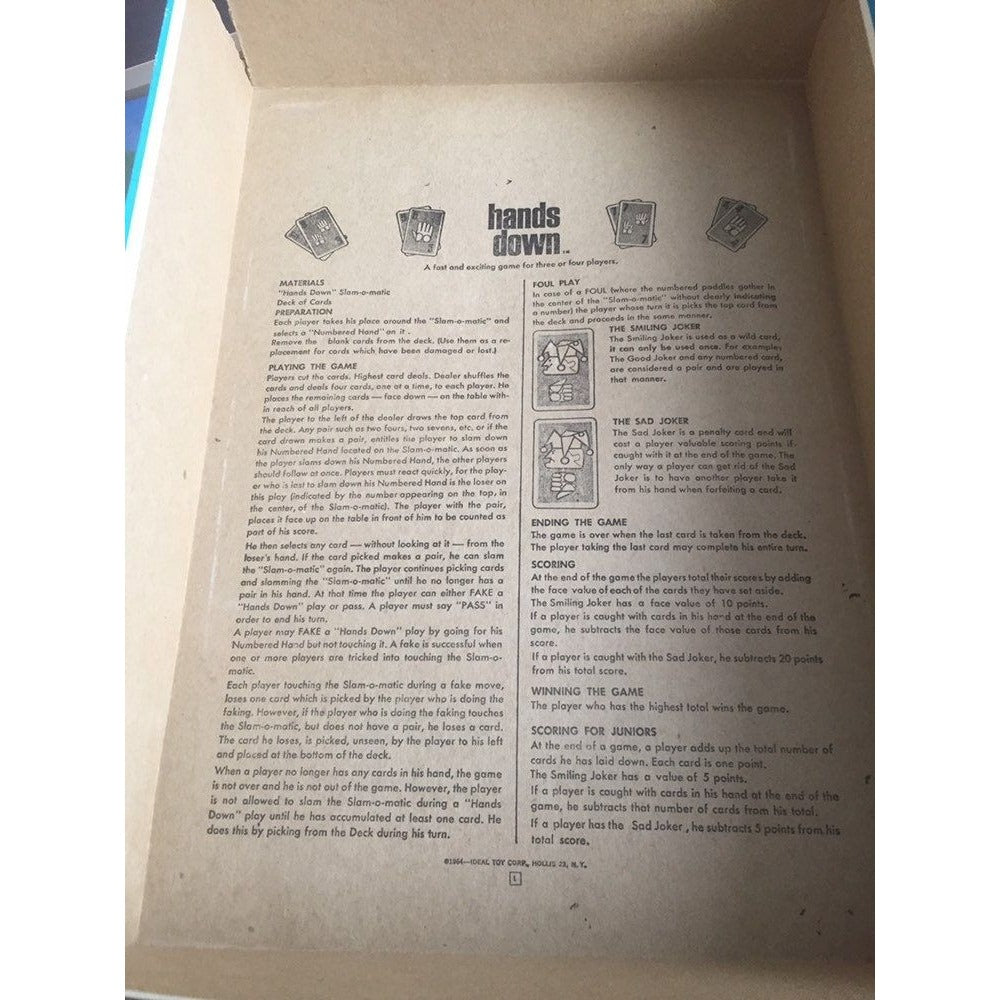 hands
down™
A fast and exciting game for three or four players.
MATERIALS
"Hands Down" Slam-o-matic
Deck of Cards
PREPARATION
Each player takes his place around the "Slam-o-matic" and
selects a "Numbered Hand" on it.
Remove the blank cards from the deck. (Use them as a re-
placement for cards which have been damaged or lost.)
PLAYING THE GAME
Players cut the cards. Highest card deals. Dealer shuffles the
cards and deals four cards, one at a time, to each player. He
places the remaining cards — face down — on the table with-
in reach of all players.
The player to the left of the dealer draws the top card from
the deck. Any pair such as two fours, two sevens, etc. or if the
card drawn makes a pair, entitles the player to slam down
his Numbered Hand located on the Slam-o-matic. As soon as
the player slams down his Numbered Hand, the other players
should follow at once. Players must react quickly, for the play-
er who is last to slam down his Numbered Hand is the loser on
this play (indicated by the number appearing on the top, in
the center, of the Slam-o-matic). The player with the pair,
places it face up on the table in front of him to be counted as
part of his score.
He then selects any card — without looking at it — from the
loser's hand. If the card picked makes a pair, he can slam
the "Slam-o-matic" again. The player continues picking cards
and slamming the "Slam-o-matic" until he no longer has a
pair in his hand. At that time the player can either FAKE a
"Hands Down" play or pass. A player must say "PASS" in
order to end his turn.
A player may FAKE a "Hands Down" play by going for his
Numbered Hand but not touching it. A fake is successful when
one or more players are tricked into touching the Slam-o-
matic.
Each player touching the Slam-o-matic during a fake move,
loses one card which is picked by the player who is doing the
faking. However, if the player who is doing the faking touches
the Slam-o-matic, but does not have a pair, he loses a card.
The card he loses, is picked, unseen, by the player to his left
and placed at the bottom of the deck.
When a player no longer has any cards in his hand, the game
is not over and he is not out of the game. However, the player
is not allowed to slam the Slam-o-matic during a "Hands
Down" play until he has accumulated at least one card. He
does this by picking from the Deck during his turn.
FOUL PLAY
In case of a FOUL (where the numbered paddles gather in
the center of the "Slam-o-matic" without clearly indicating
a number) the player whose turn it is picks the top card from
the deck and proceeds in the same manner.
THE SMILING JOKER
The Smiling Joker is used as a wild card,
it can only be used once. For example:
The Good Joker and any numbered card,
are considered a pair and are played in
that manner.
THE SAD JOKER
The Sad Joker is a penalty card and will
cost a player valuable scoring points if
caught with it at the end of the game. The
only way a player can get rid of the Sad
Joker is to have another player take it
from his hand when forfeiting a card.
ENDING THE GAME
The game is over when the last card is taken from the deck.
The player taking the last card may complete his entire turn.
SCORING
At the end of the game the players total their scores by adding
the face value of each of the cards they have set aside.
The Smiling Joker has a face value of 10 points.
If a player is caught with cards in his hand at the end of the
game, he subtracts the face value of those cards from his
score.
If a player is caught with the Sad Joker, he subtracts 20 points
from his total score.
WINNING THE GAME
The player who has the highest total wins the game.
SCORING FOR JUNIORS
At the end of a game, a player adds up the total number of
cards he has laid down. Each card is one point.
The Smiling Joker has a value of 5 points.
If a player is caught with cards in his hand at the end of the
game, he subtracts that number of cards from his total.
If a player has the Sad Joker, he subtracts 5 points from his
total score.
©1964—IDEAL TOY CORP., HOLLIS 23, N.Y.